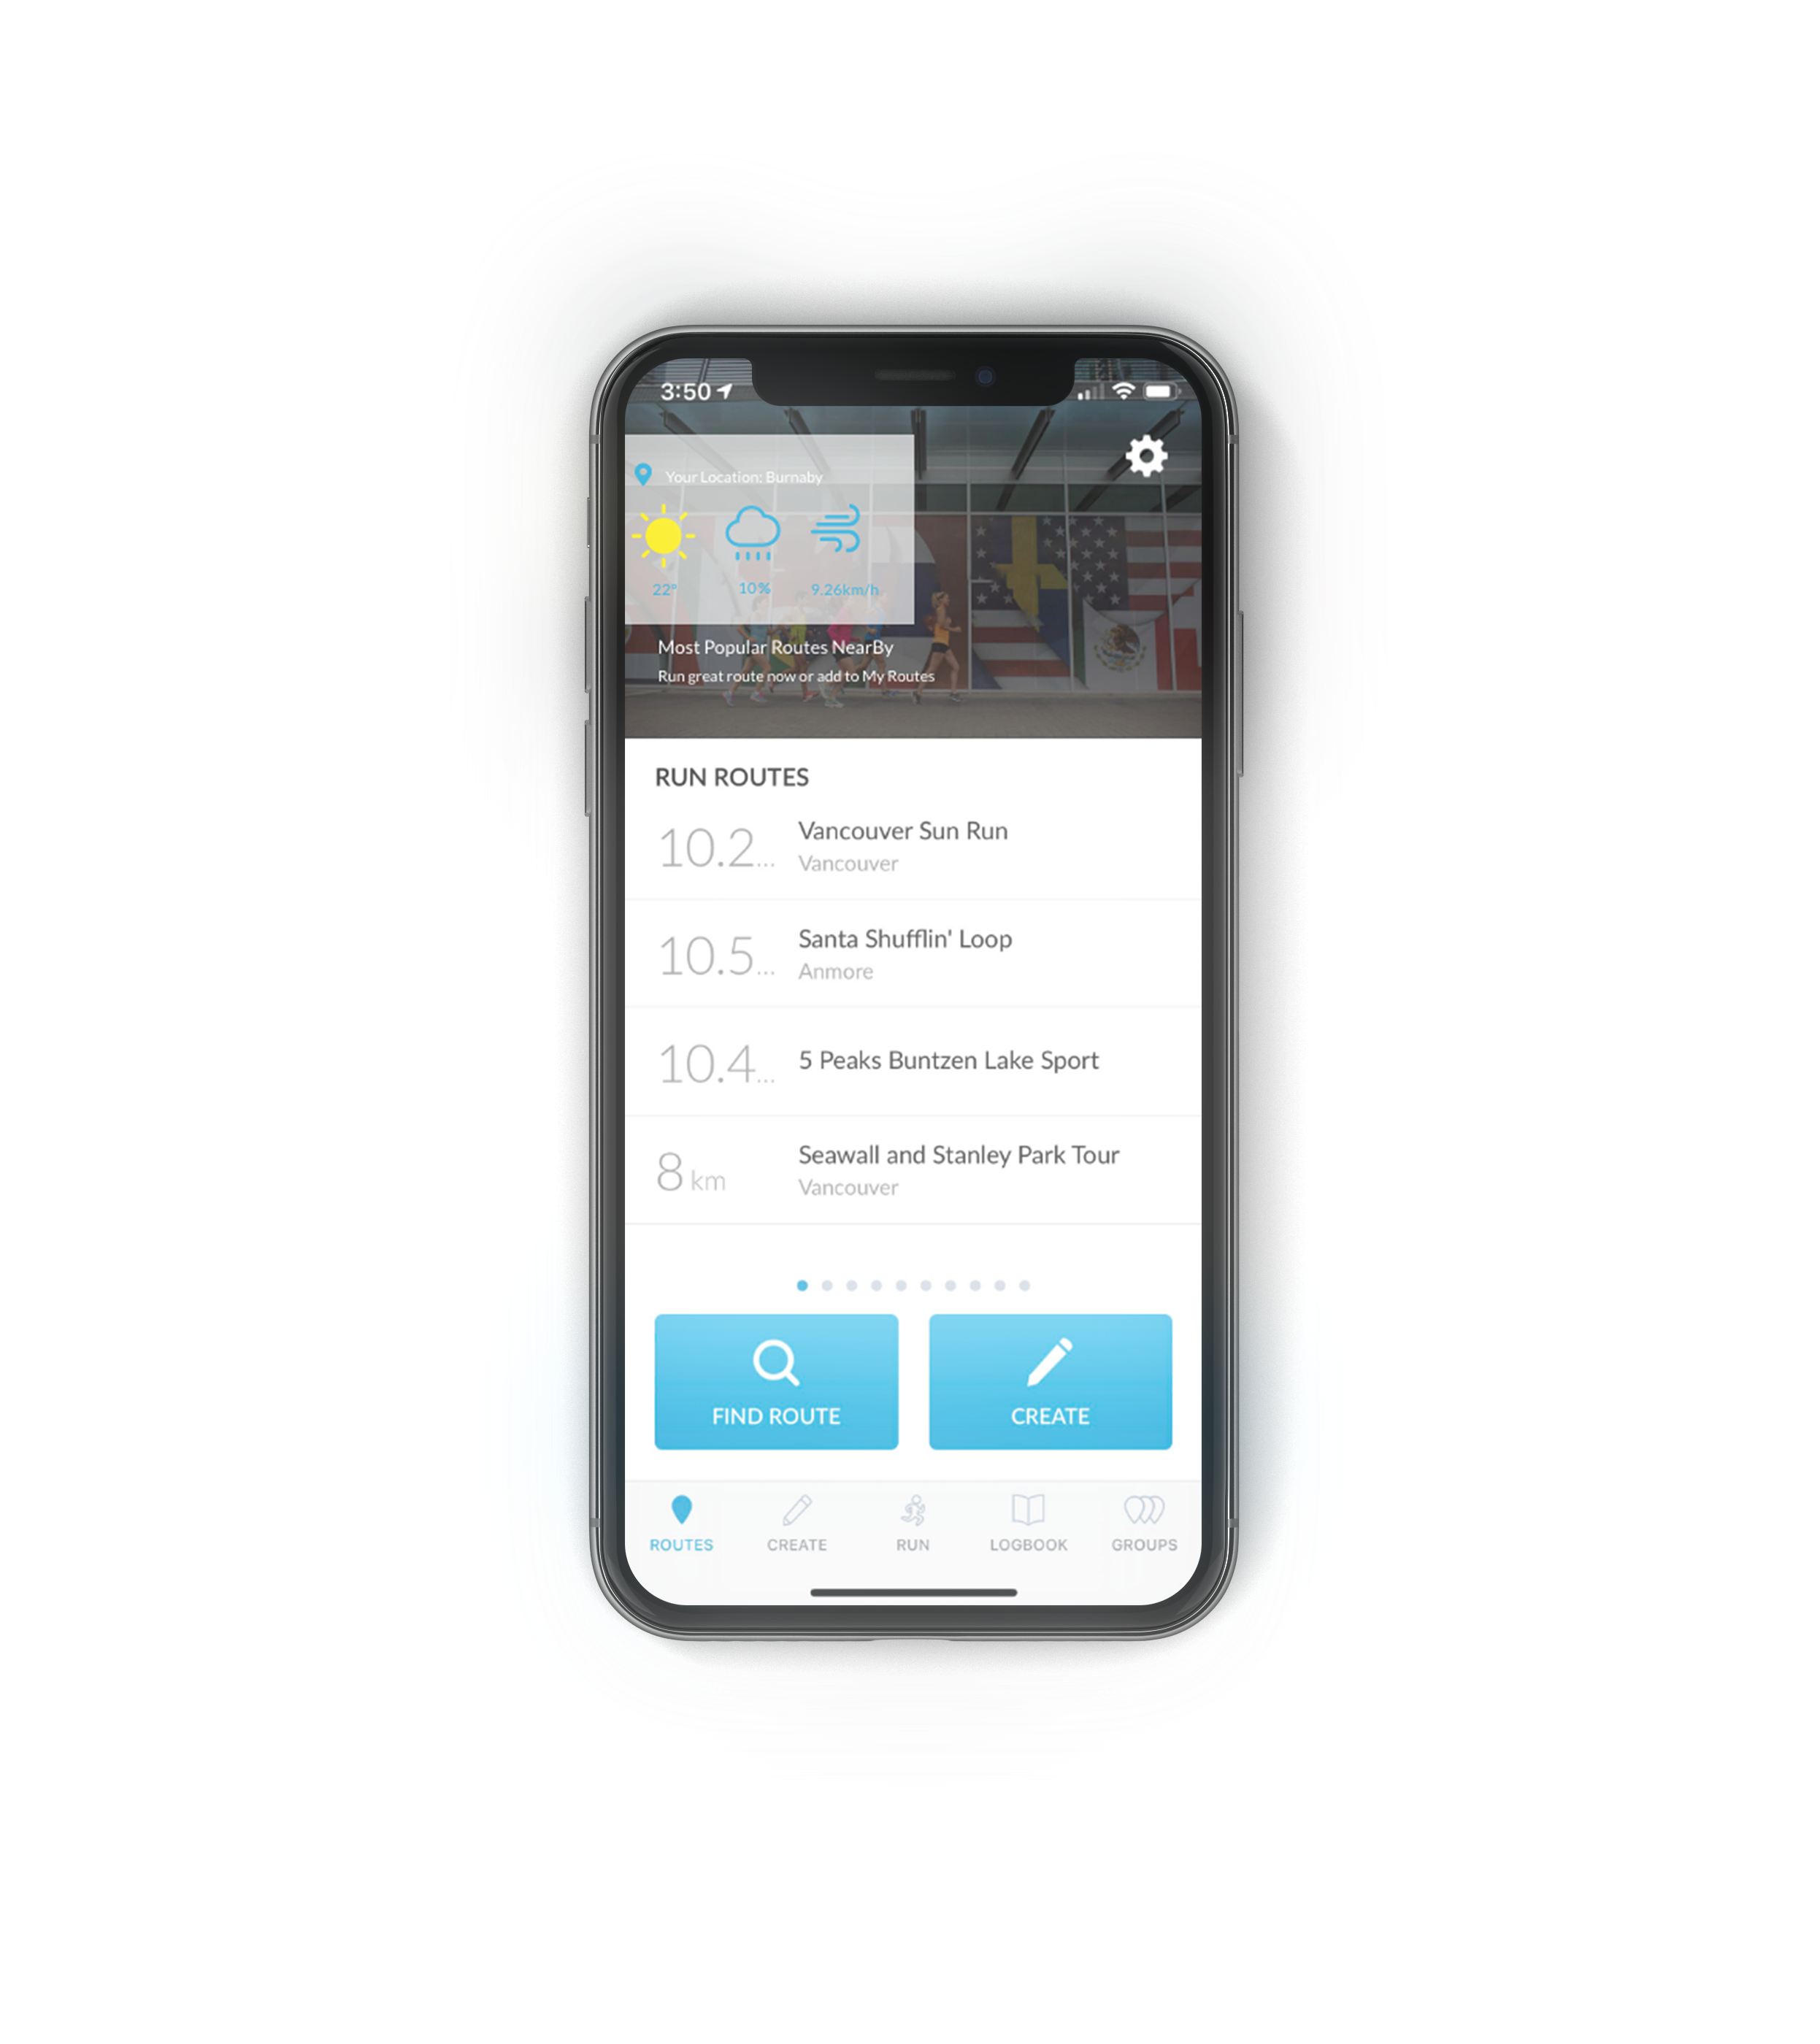 3:50
Your Location: Burnaby
22°
10%
9.26km/h
Most Popular Routes NearBy
Run great route now or add to My Routes
RUN ROUTES
10.2...
Vancouver Sun Run
Vancouver
10.5...
Santa Shufflin' Loop
Anmore
10.4...
5 Peaks Buntzen Lake Sport
8 km
Seawall and Stanley Park Tour
Vancouver
FIND ROUTE
CREATE
ROUTES
CREATE
RUN
LOGBOOK
GROUPS